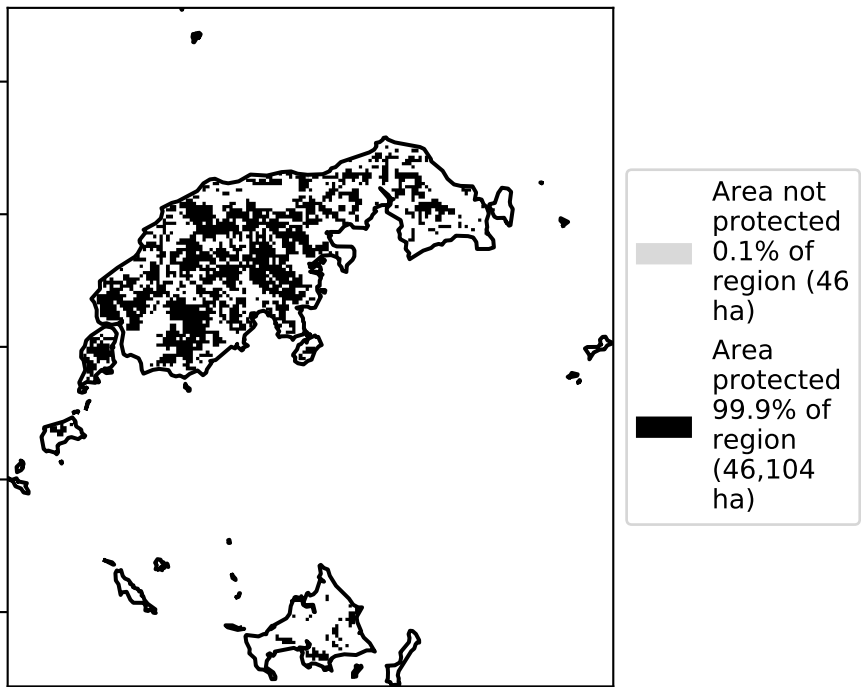 Area not
protected
0.1% of
region (46
ha)
Area
protected
99.9% of
region
(46,104
ha)